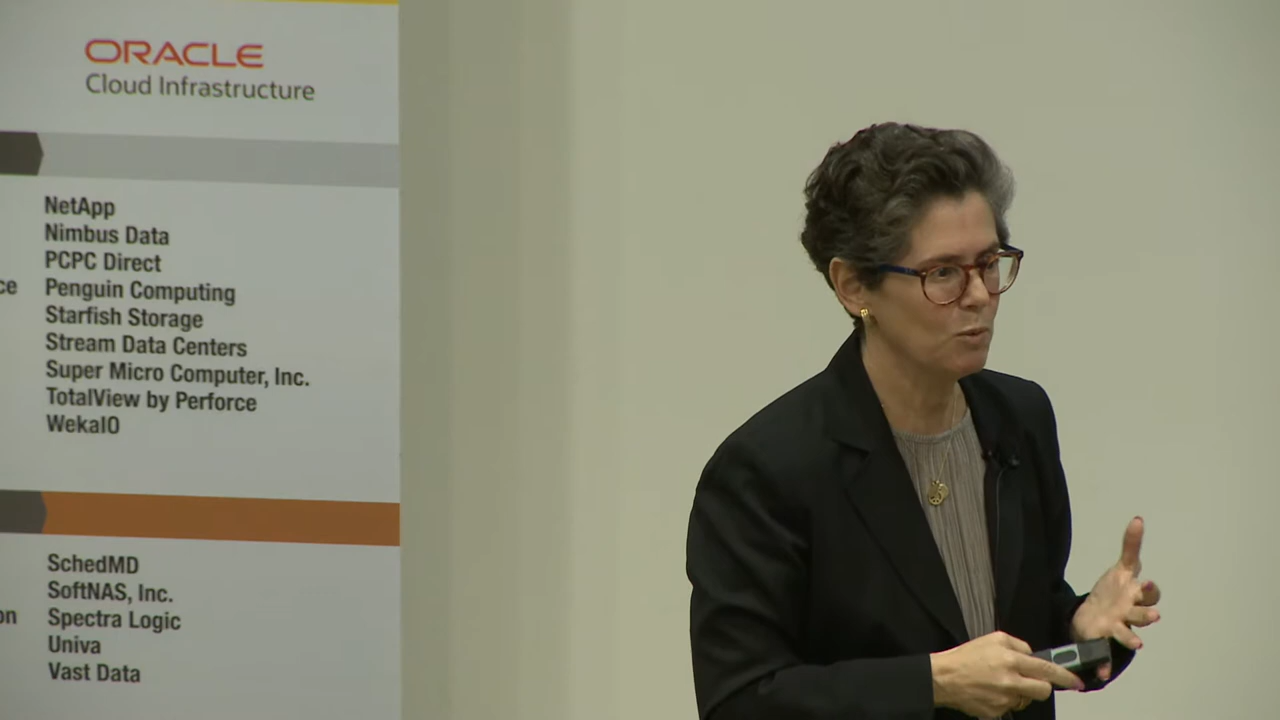 ORACLE
Cloud Infrastructure
NetApp
Nimbus Data
PCPC Direct
ce Penguin Computing
Starfish Storage
Stream Data Centers
Super Micro Computer, Inc.
TotalView by Perforce
WekaIO
SchedMD
SoftNAS, Inc.
on Spectra Logic
Univa
Vast Data